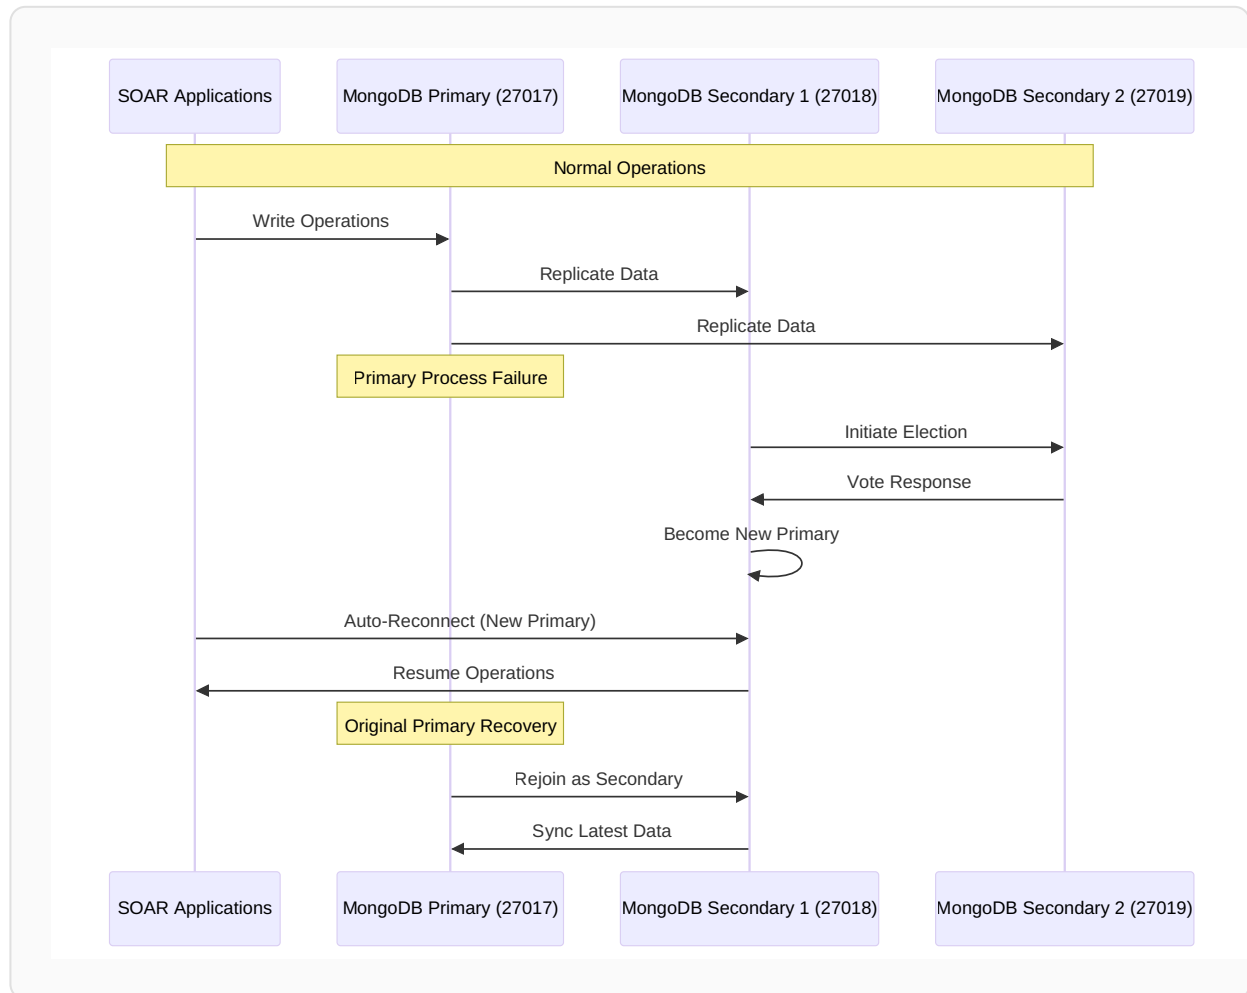 SOAR Applications
MongoDB Primary (27017)
MongoDB Secondary 1 (27018)
MongoDB Secondary 2 (27019)
Normal Operations
Write Operations
Replicate Data
Replicate Data
Primary Process Failure
Initiate Election
Vote Response
Become New Primary
Auto-Reconnect (New Primary)
Resume Operations
Original Primary Recovery
Rejoin as Secondary
Sync Latest Data
SOAR Applications
MongoDB Primary (27017)
MongoDB Secondary 1 (27018)
MongoDB Secondary 2 (27019)